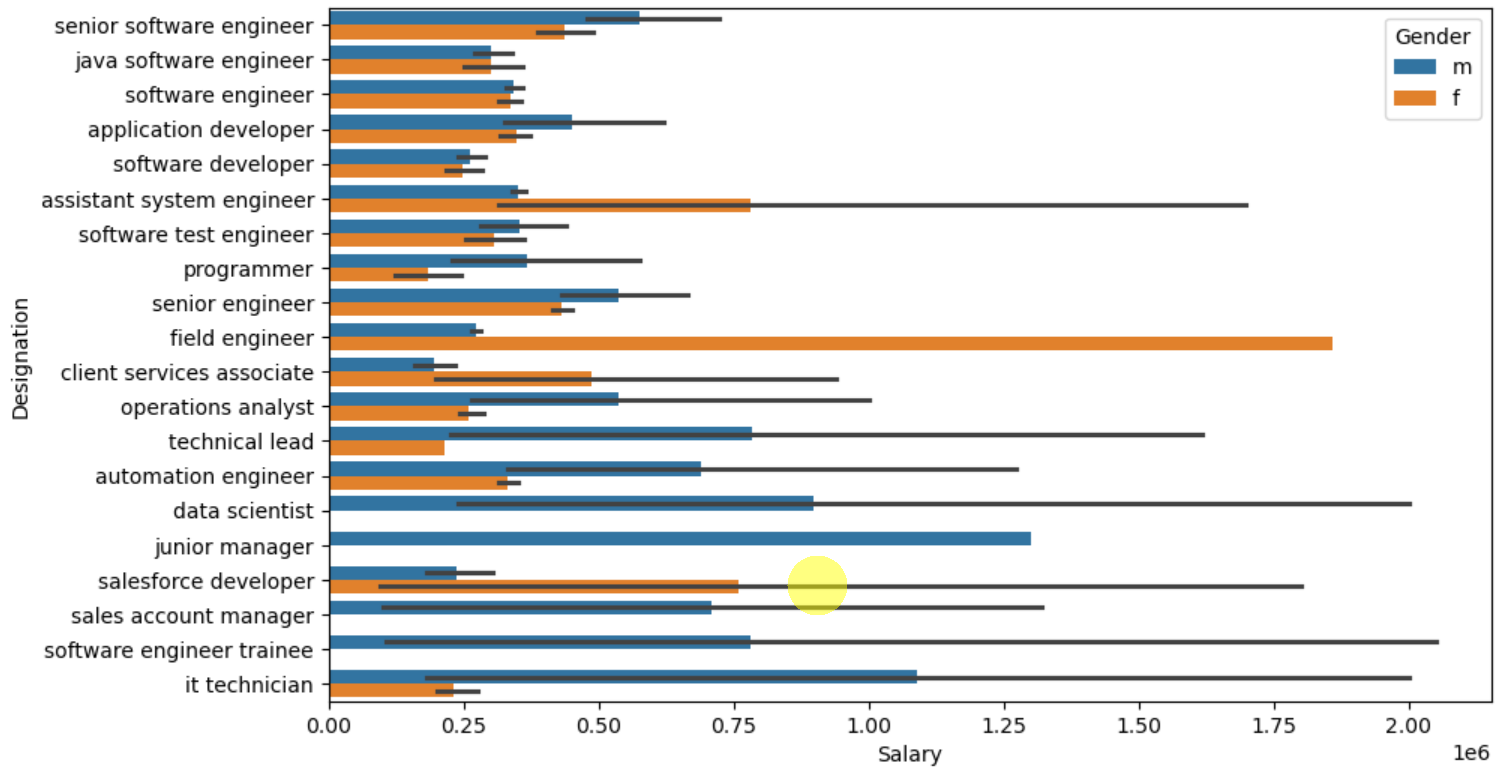 senior software engineer
java software engineer
software engineer
application developer
software developer
assistant system engineer
software test engineer
programmer
senior engineer
field engineer
client services associate
operations analyst
technical lead
automation engineer
data scientist
junior manager
salesforce developer
sales account manager
software engineer trainee
it technician
Designation
Gender
m
f
0.00 0.25 0.50 0.75 1.00 1.25 1.50 1.75 2.00
Salary
1e6